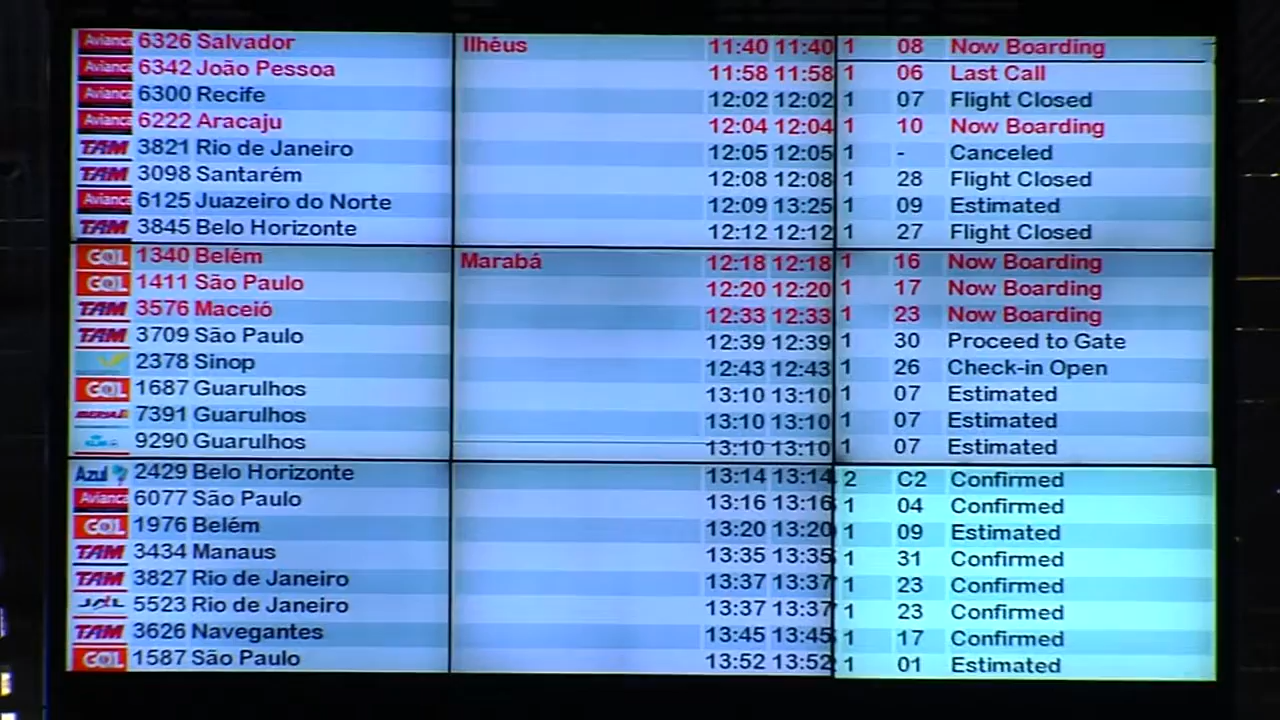 Avianca 6326 Salvador Ilhéus 11:40 11:40 1 08 Now Boarding
Avianca 6342 João Pessoa 11:58 11:58 1 06 Last Call
Avianca 6300 Recife 12:02 12:02 1 07 Flight Closed
Avianca 6222 Aracaju 12:04 12:04 1 10 Now Boarding
TAM 3821 Rio de Janeiro 12:05 12:05 1 - Canceled
TAM 3098 Santarém 12:08 12:08 1 28 Flight Closed
Avianca 6125 Juazeiro do Norte 12:09 13:25 1 09 Estimated
TAM 3845 Belo Horizonte 12:12 12:12 1 27 Flight Closed
GOL 1340 Belém Marabá 12:18 12:18 1 16 Now Boarding
GOL 1411 São Paulo 12:20 12:20 1 17 Now Boarding
TAM 3576 Maceió 12:33 12:33 1 23 Now Boarding
TAM 3709 São Paulo 12:39 12:39 1 30 Proceed to Gate
2378 Sinop 12:43 12:43 1 26 Check-in Open
GOL 1687 Guarulhos 13:10 13:10 1 07 Estimated
7391 Guarulhos 13:10 13:10 1 07 Estimated
9290 Guarulhos 13:10 13:10 1 07 Estimated
Azul 2429 Belo Horizonte 13:14 13:14 2 C2 Confirmed
Avianca 6077 São Paulo 13:16 13:16 1 04 Confirmed
GOL 1976 Belém 13:20 13:20 1 09 Estimated
TAM 3434 Manaus 13:35 13:35 1 31 Confirmed
TAM 3827 Rio de Janeiro 13:37 13:37 1 23 Confirmed
JAL 5523 Rio de Janeiro 13:37 13:37 1 23 Confirmed
TAM 3626 Navegantes 13:45 13:45 1 17 Confirmed
GOL 1587 São Paulo 13:52 13:52 1 01 Estimated